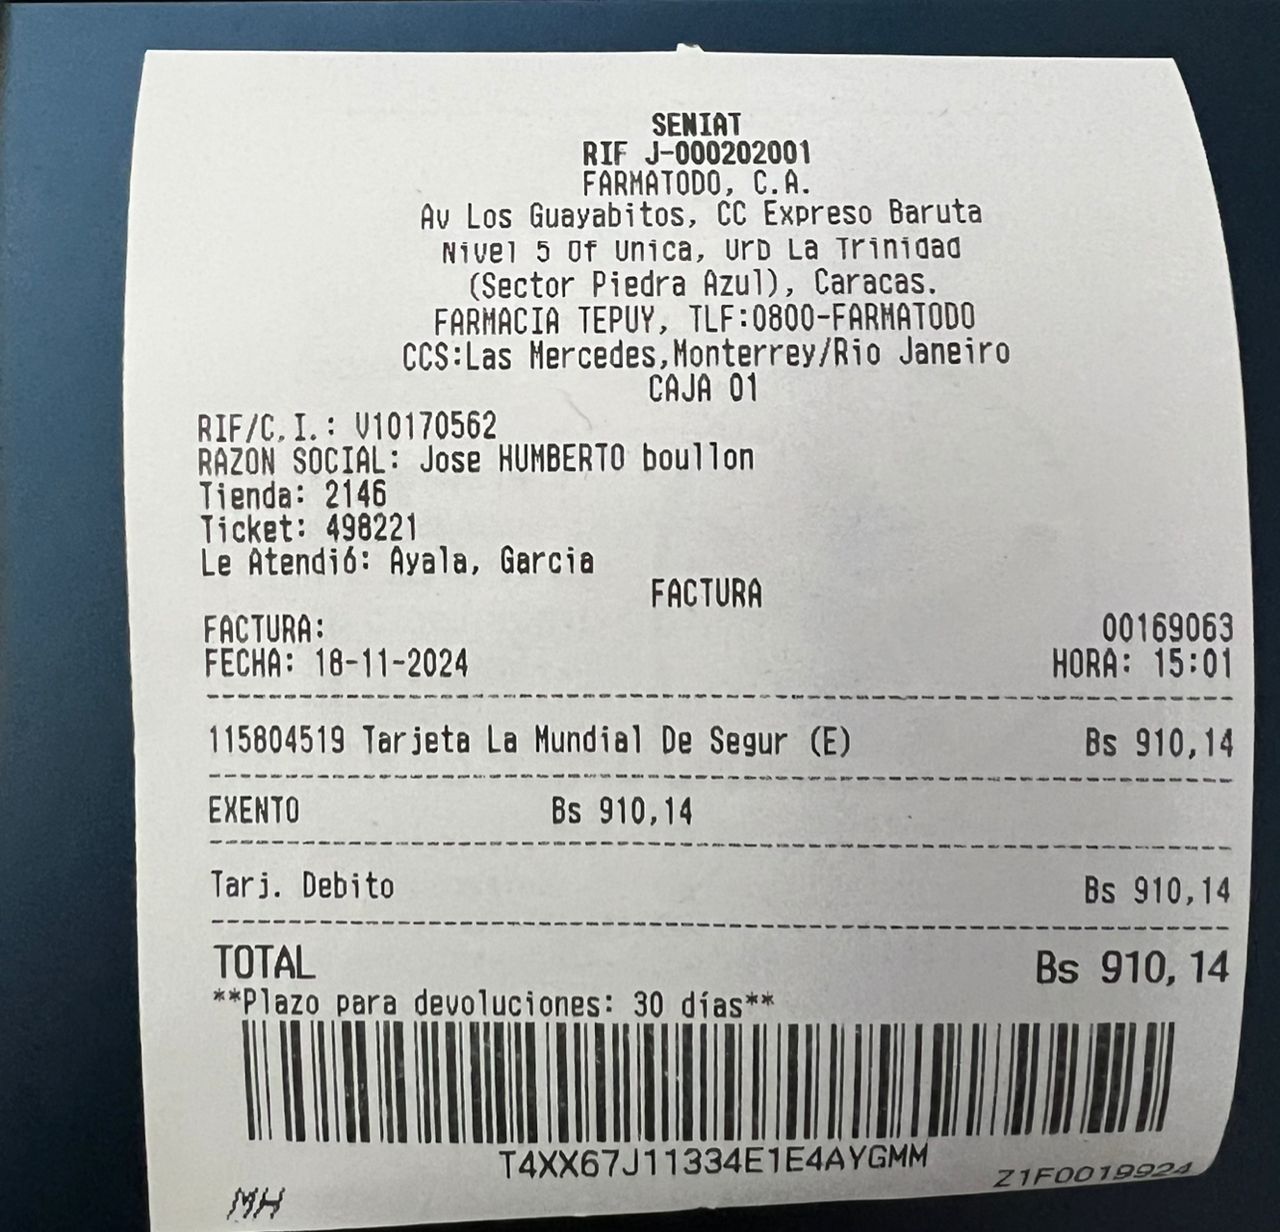 SENIAT
RIF J-000202001
FARMATODO, C.A.
Av Los Guayabitos, CC Expreso Baruta
Nivel 5 Of Unica, Urb La Trinidad
(Sector Piedra Azul), Caracas.
FARMACIA TEPUY, TLF:0800-FARMATODO
CCS:Las Mercedes,Monterrey/Rio Janeiro
CAJA 01
RIF/C.I.: V10170562
RAZON SOCIAL: Jose HUMBERTO boullon
Tienda: 2146
Ticket: 498221
Le Atendió: Ayala, Garcia
FACTURA
FACTURA: 00169063
FECHA: 18-11-2024 HORA: 15:01
115804519 Tarjeta La Mundial De Segur (E) Bs 910,14
EXENTO Bs 910,14
Tarj. Debito Bs 910,14
TOTAL Bs 910,14
**Plazo para devoluciones: 30 días**
T4XX67J11334E1E4AYGMM
MH Z1F0019924